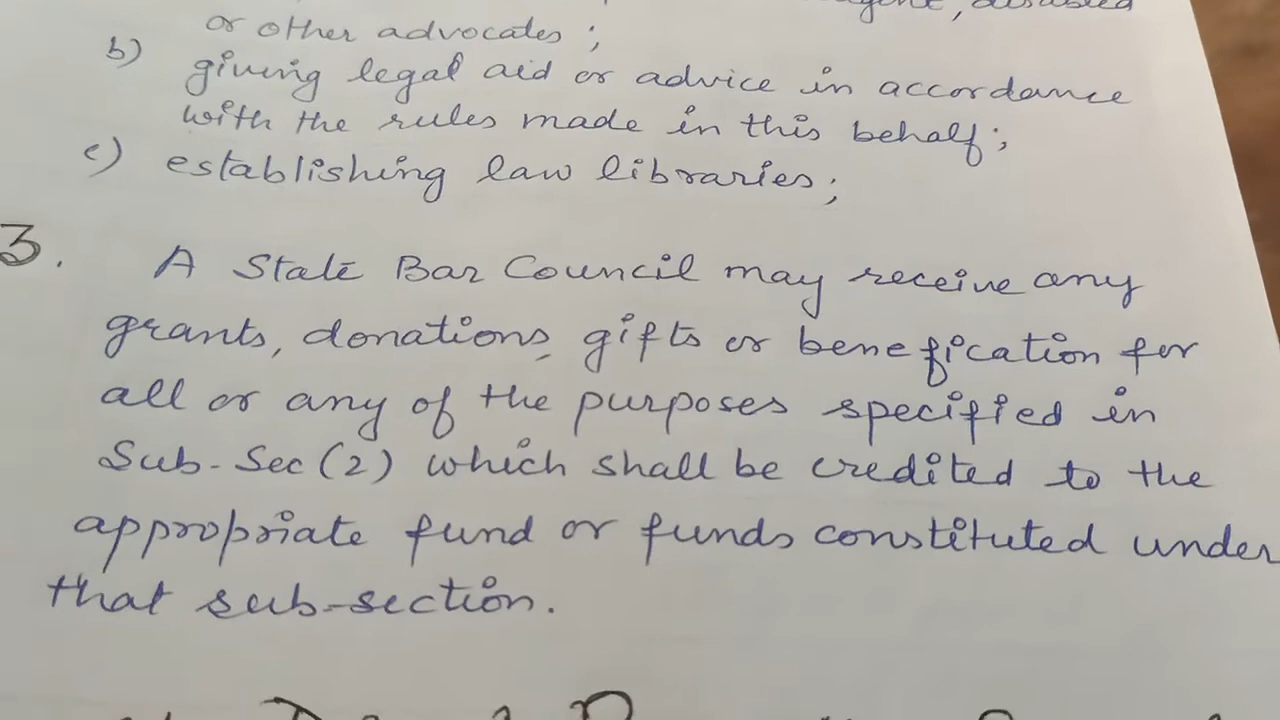 disabled
or other advocates ;
b) giving legal aid or advice in accordance
with the rules made in this behalf;
c) establishing law libraries;
3. A State Bar Council may receive any
grants, donations, gifts or benefication for
all or any of the purposes specified in
Sub-Sec (2) which shall be credited to the
appropriate fund or funds constituted under
that sub-section.